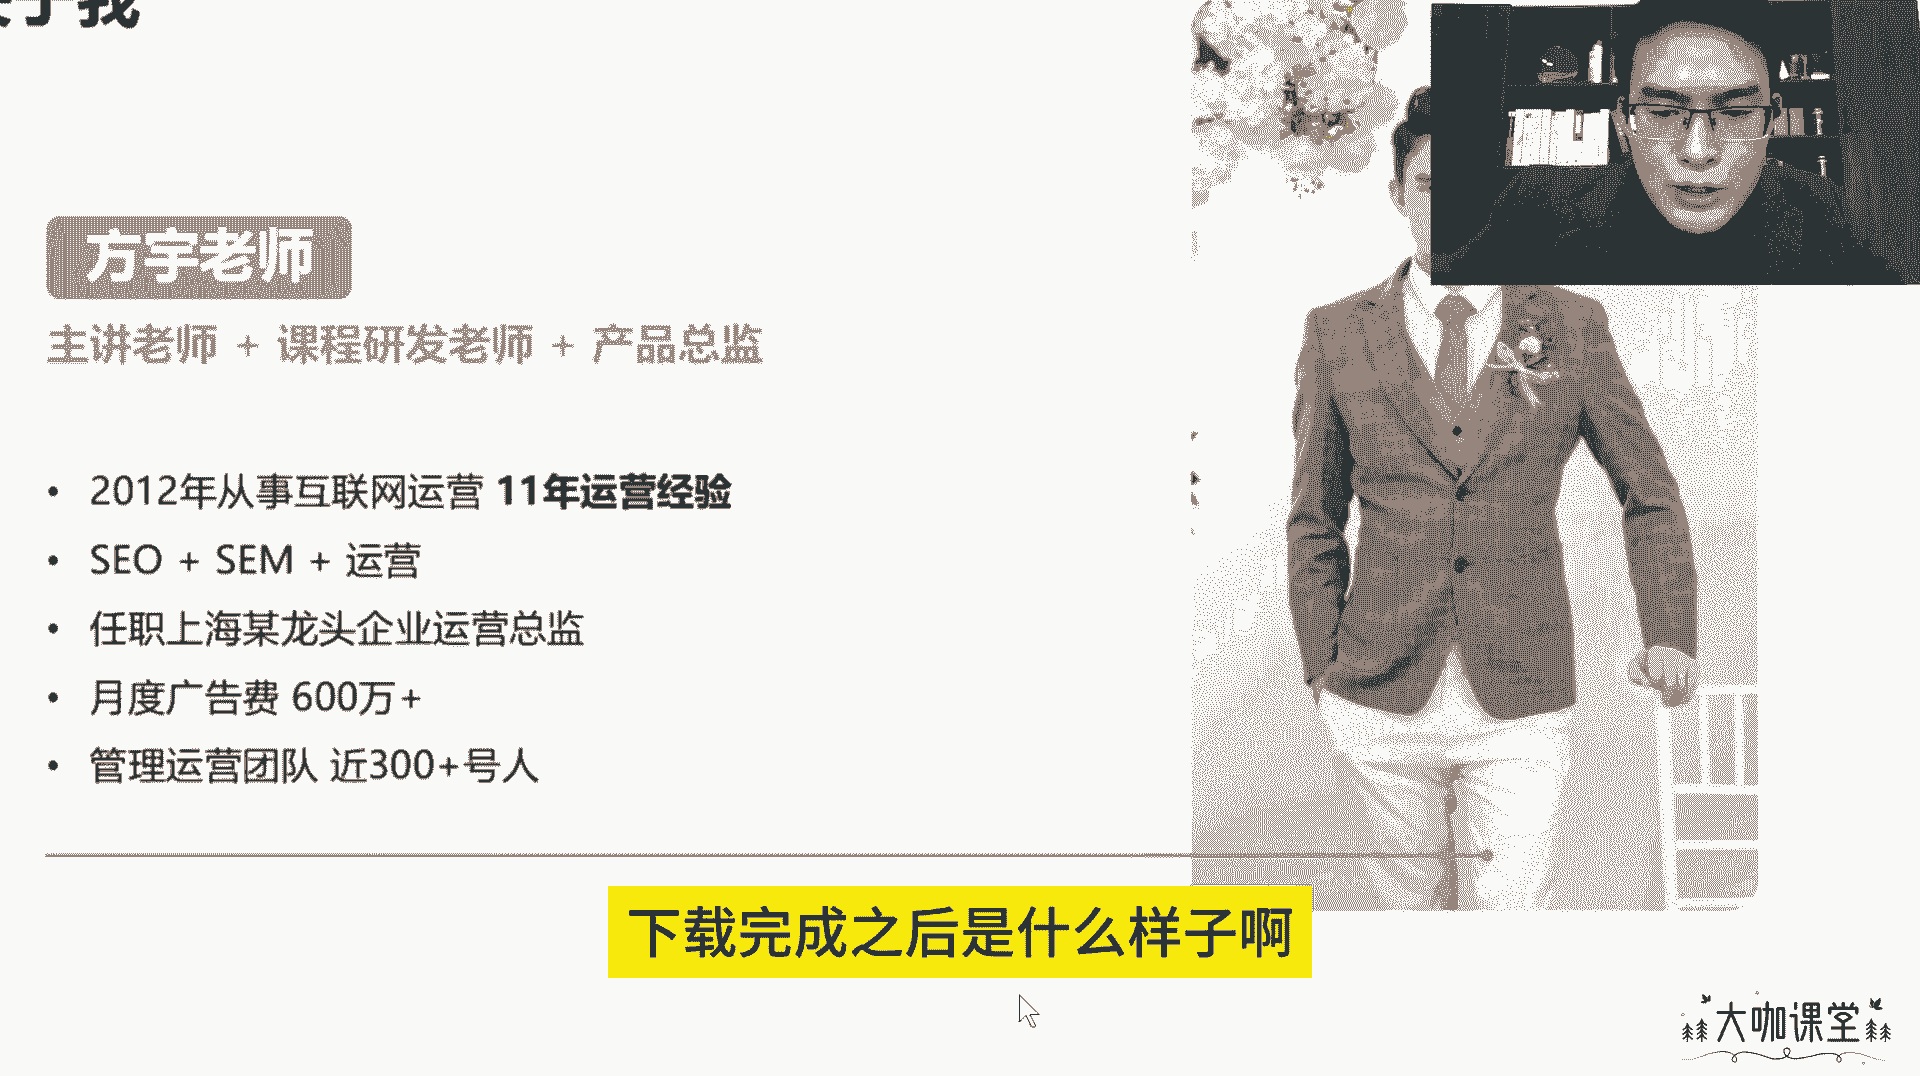 关于我
方宇老师
主讲老师 + 课程研发老师 + 产品总监
• 2012年从事互联网运营 11年运营经验
• SEO + SEM + 运营
• 任职上海某龙头企业运营总监
• 月度广告费 600万+
• 管理运营团队 近300+号人
下载完成之后是什么样子啊
大咖课堂